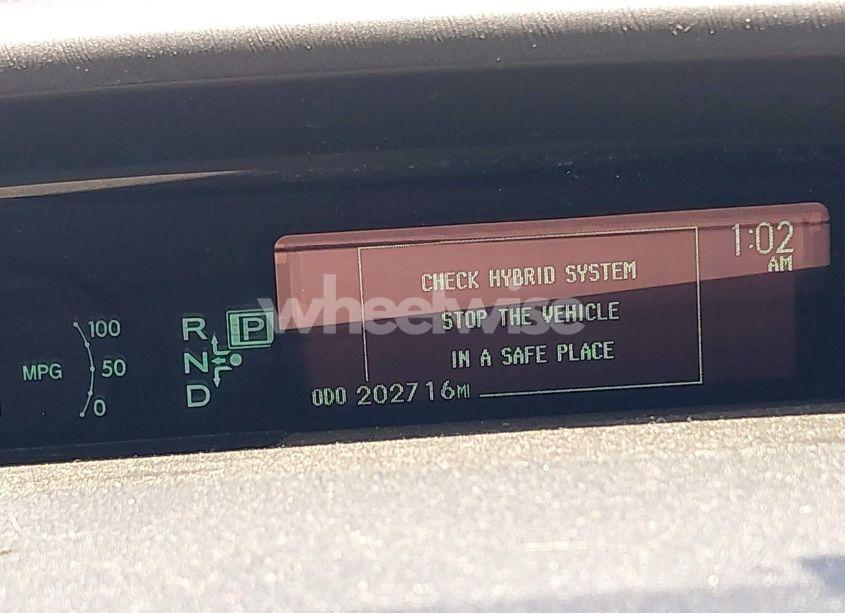 1:02
AM
CHECK HYBRID SYSTEM
STOP THE VEHICLE
IN A SAFE PLACE
wheelwise
MPG
100
50
0
R P
N
D
ODO 202716MI